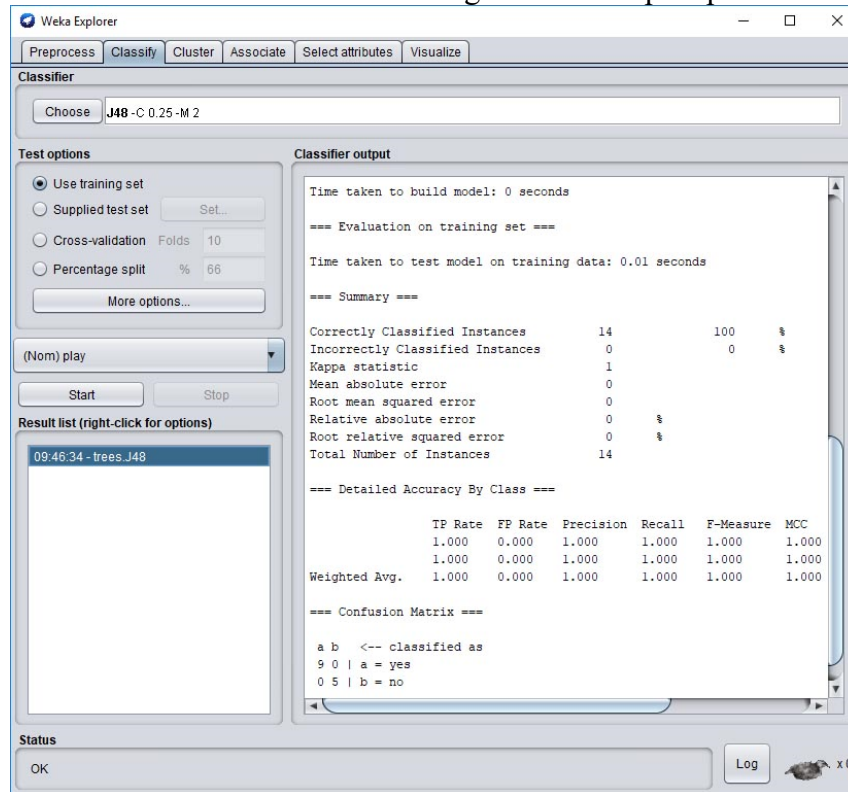 Weka Explorer
Preprocess Classify Cluster Associate Select attributes Visualize
Classifier
Choose J48 -C 0.25 -M 2
Test options
Use training set
Supplied test set Set...
Cross-validation Folds 10
Percentage split % 66
More options...
(Nom) play
Start Stop
Result list (right-click for options)
09:46:34 - trees.J48
Classifier output
Time taken to build model: 0 seconds
=== Evaluation on training set ===
Time taken to test model on training data: 0.01 seconds
=== Summary ===
Correctly Classified Instances 14 100 %
Incorrectly Classified Instances 0 0 %
Kappa statistic 1
Mean absolute error 0
Root mean squared error 0
Relative absolute error 0 %
Root relative squared error 0 %
Total Number of Instances 14
=== Detailed Accuracy By Class ===
TP Rate FP Rate Precision Recall F-Measure MCC
1.000 0.000 1.000 1.000 1.000 1.000
1.000 0.000 1.000 1.000 1.000 1.000
Weighted Avg. 1.000 0.000 1.000 1.000 1.000 1.000
=== Confusion Matrix ===
a b <-- classified as
9 0 | a = yes
0 5 | b = no
Status
OK
Log
x 0